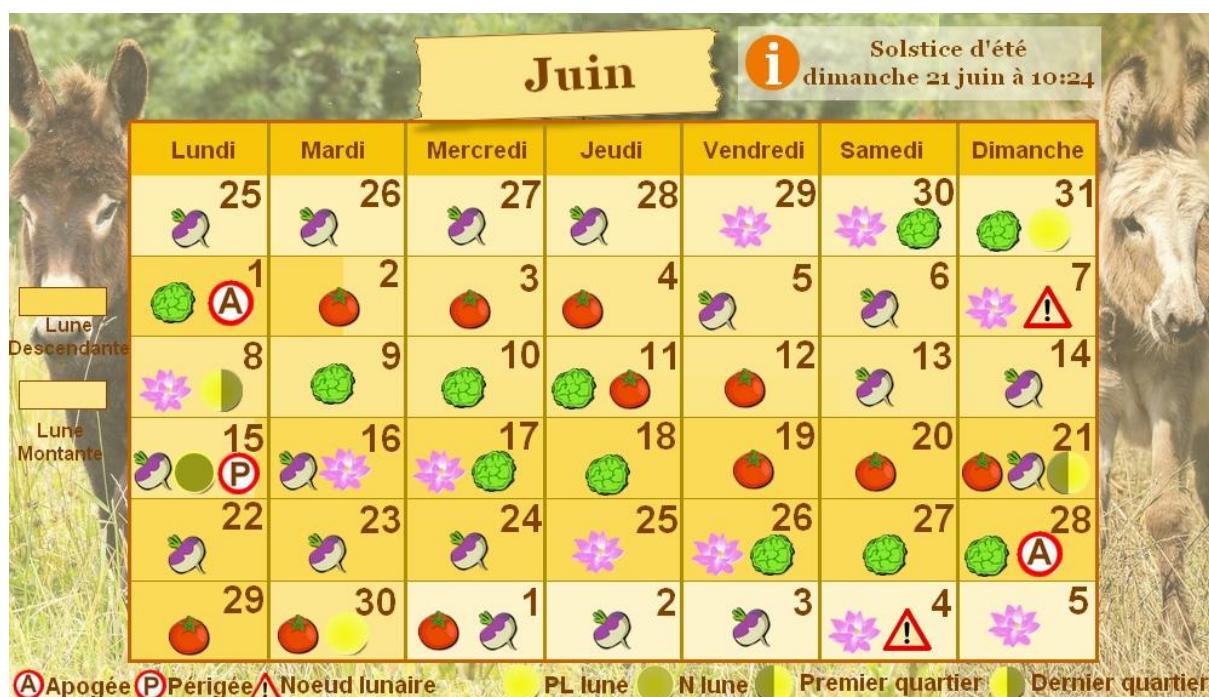 Juin
Solstice d'été
dimanche 21 juin à 10:24
Lundi Mardi Mercredi Jeudi Vendredi Samedi Dimanche
25 26 27 28 29 30 31
1 2 3 4 5 6 7
A
8 9 10 11 12 13 14
15 16 17 18 19 20 21
P
22 23 24 25 26 27 28
A
29 30 1 2 3 4 5
Lune
Descendante
Lune
Montante
A Apogée P Périgée Noeud lunaire PL lune N lune Premier quartier Dernier quartier